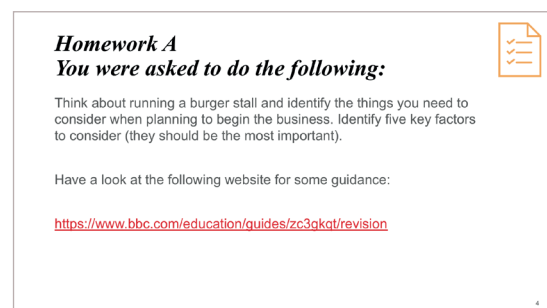 Homework A
You were asked to do the following:
Think about running a burger stall and identify the things you need to
consider when planning to begin the business. Identify five key factors
to consider (they should be the most important).
Have a look at the following website for some guidance:
https://www.bbc.com/education/guides/zc3gkqt/revision
4